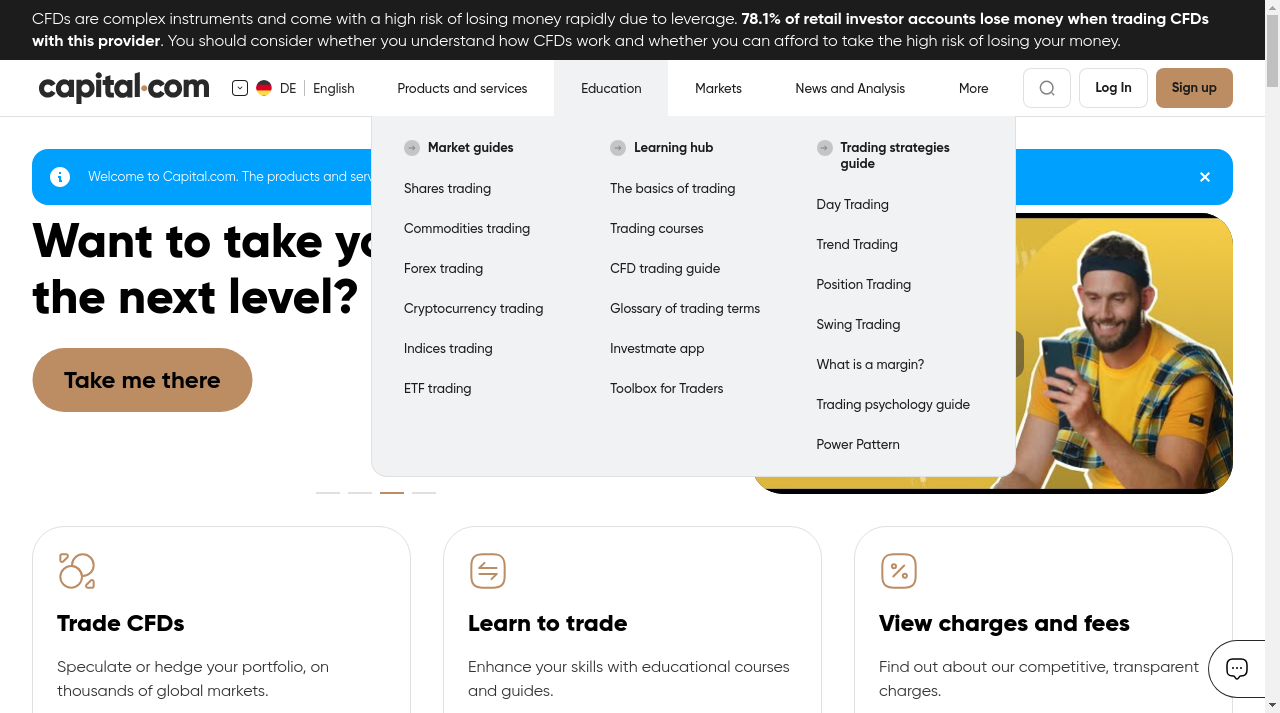 CFDs are complex instruments and come with a high risk of losing money rapidly due to leverage. 78.1% of retail investor accounts lose money when trading CFDs
with this provider. You should consider whether you understand how CFDs work and whether you can afford to take the high risk of losing your money.
capital.com
DE
English
Products and services
Education
Markets
News and Analysis
More
Log In
Sign up
Market guides
Shares trading
Commodities trading
Forex trading
Cryptocurrency trading
Indices trading
ETF trading
Learning hub
The basics of trading
Trading courses
CFD trading guide
Glossary of trading terms
Investmate app
Toolbox for Traders
Trading strategies
guide
Day Trading
Trend Trading
Position Trading
Swing Trading
What is a margin?
Trading psychology guide
Power Pattern
Welcome to Capital.com. The products and serv
Want to take yo
the next level?
Take me there
Trade CFDs
Speculate or hedge your portfolio, on
thousands of global markets.
Learn to trade
Enhance your skills with educational courses
and guides.
View charges and fees
Find out about our competitive, transparent
charges.